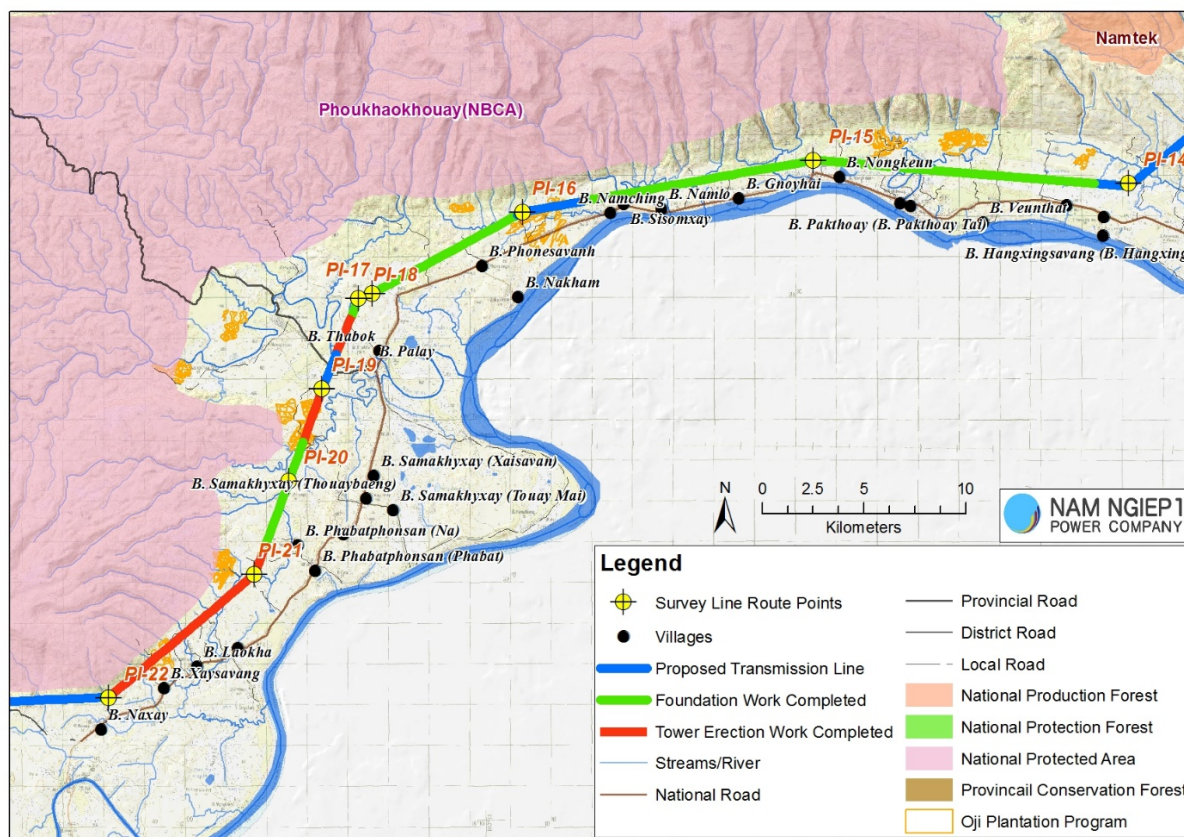 Namtek
Phoukhaokhouay(NBCA)
PI-15
PI-14
B. Nongkeun
PI-16
B. Namching
B. Namlo
B. Gnoyhai
B. Sisomxay
B. Veunthat
B. Pakthoay (B. Pakthoay Tai)
B. Phonesavanh
B. Hangxingsavang (B. Hangxing
PI-17
PI-18
B. Nakham
B. Thabok
B. Palay
PI-19
PI-20
B. Samakhyxay (Xaisavan)
B. Samakhyxay (Thouaybaeng)
B. Samakhyxay (Touay Mai)
B. Phabatphonsan (Na)
PI-21
B. Phabatphonsan (Phabat)
B. Laokha
PI-22
B. Xaysavang
B. Naxay
N
0 2.5 5 10
Kilometers
NAM NGIEP1
POWER COMPANY
Legend
Survey Line Route Points
Villages
Proposed Transmission Line
Foundation Work Completed
Tower Erection Work Completed
Streams/River
National Road
Provincial Road
District Road
Local Road
National Production Forest
National Protection Forest
National Protected Area
Provincail Conservation Forest
Oji Plantation Program